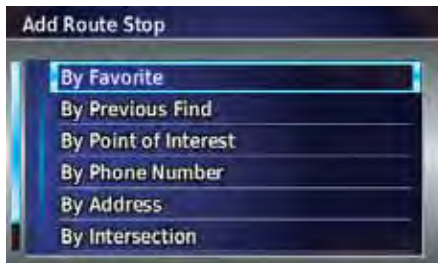 Add Route Stop
By Favorite
By Previous Find
By Point of Interest
By Phone Number
By Address
By Intersection